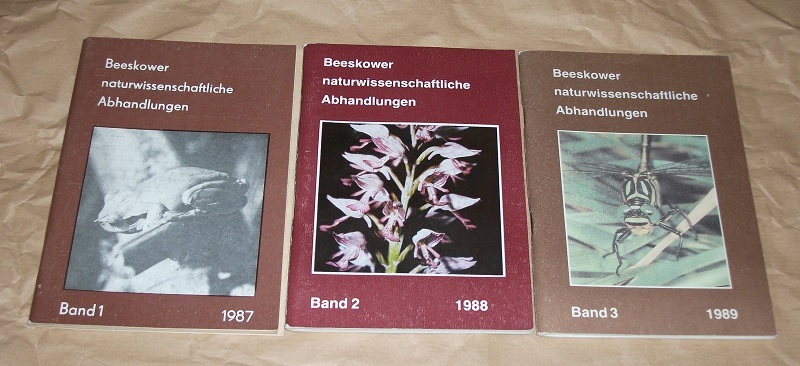 Beeskower
naturwissenschaftliche
Abhandlungen
Band 1 1987
Beeskower
naturwissenschaftliche
Abhandlungen
Band 2 1988
Beeskower
naturwissenschaftliche
Abhandlungen
Band 3 1989